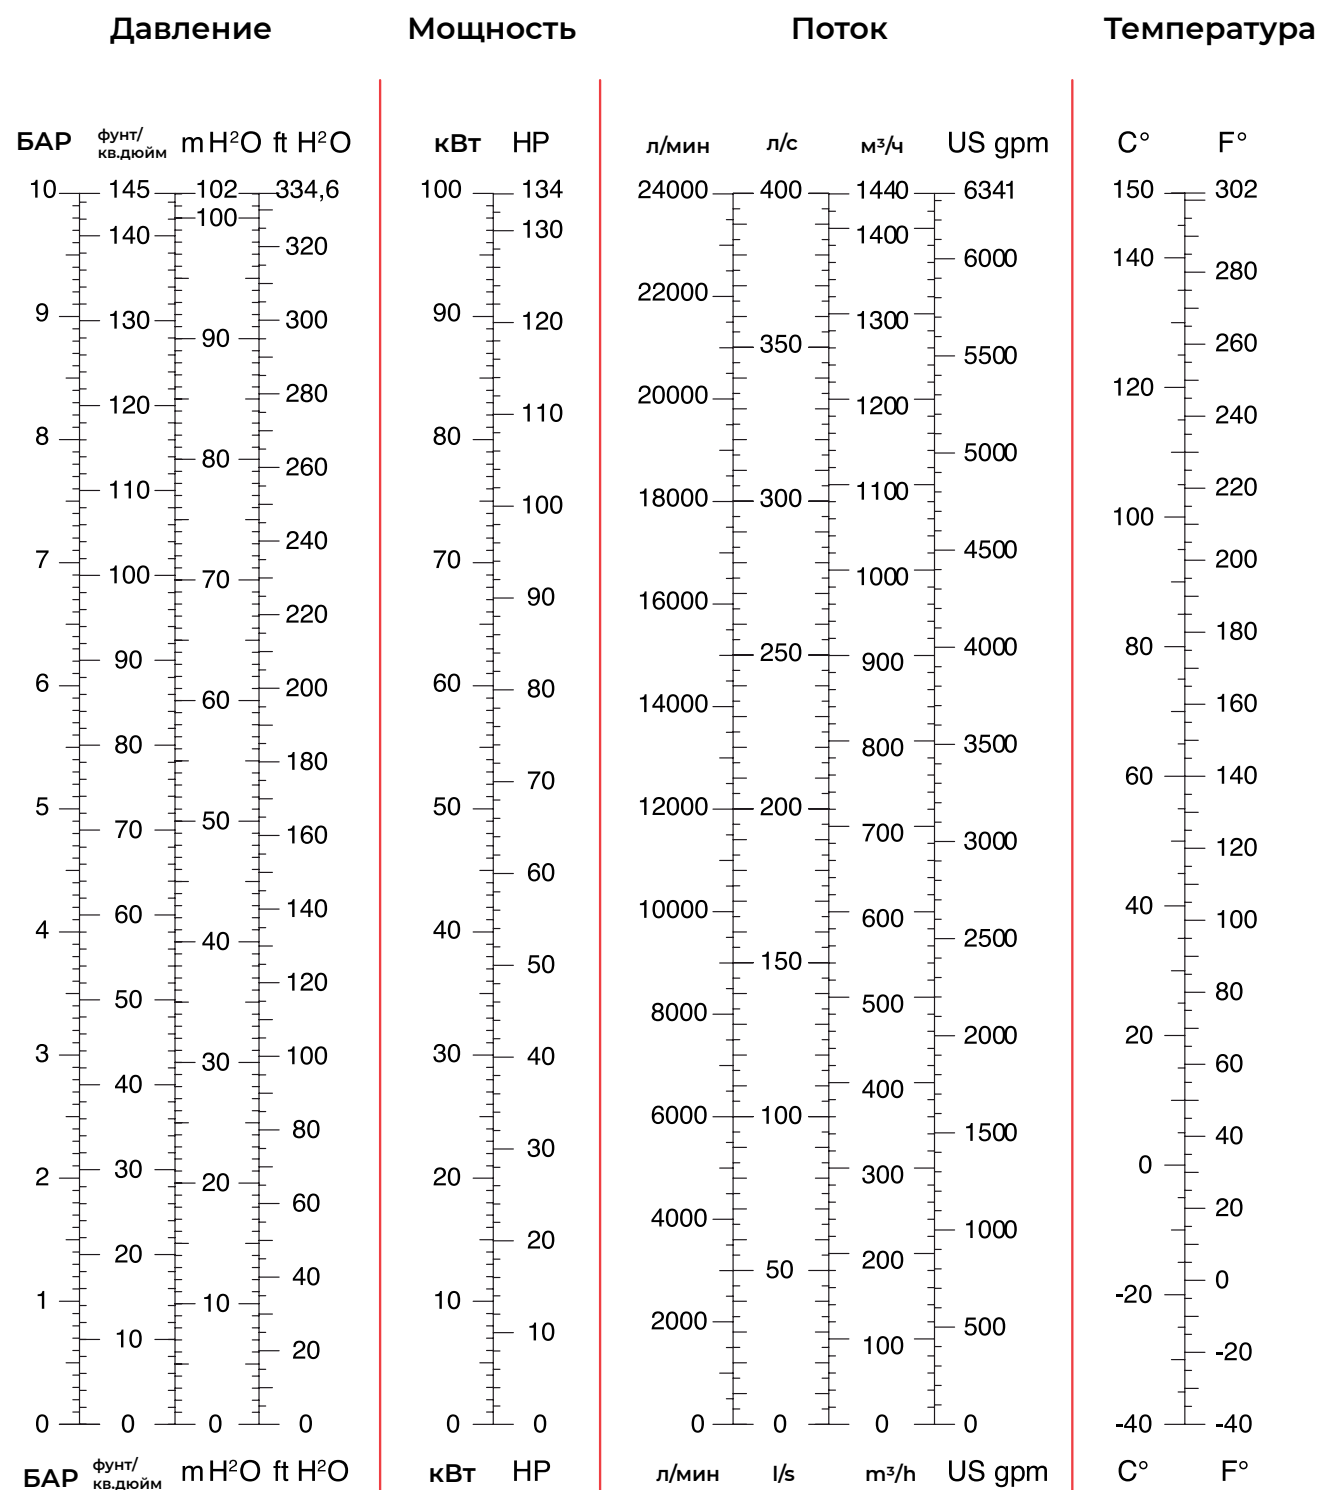 Давление Мощность Поток Температура
БАР фунт/ кв.дюйм m H²O ft H²O кВт HP л/мин л/с м³/ч US gpm C° F°
10 145 102 334,6 100 134 24000 400 1440 6341 150 302
100
140 130 1400
320 6000 140
280
22000
9 130 300 90 120 1300
90 350 5500 260
280 20000 120
8 120 80 110 1200 240
80 260 5000
110 100 18000 300 1100 220
100
7 240 70 4500 200
100 70 1000
220 90 16000
90 250 900 4000 180
6 200 60 80
60 14000 160
80 180 3500
800
70 60 140
5 50 12000 200
70 50 160 700 3000
120
60
60 140 10000 600 40 100
4 40 40 2500
50 150
50 120 8000 500 80
3 100 30 40 2000 20
30 60
40 400
80 6000 100 1500 40
30 30 0
2 20 20 300
60 4000 20
20 20 1000
200
40 50 0
1 10 10 -20
2000 500
10 10
20 100 -20
0 0 0 0 0 0 0 0 0 0 -40 -40
БАР фунт/ кв.дюйм m H²O ft H²O кВт HP л/мин l/s m³/h US gpm C° F°